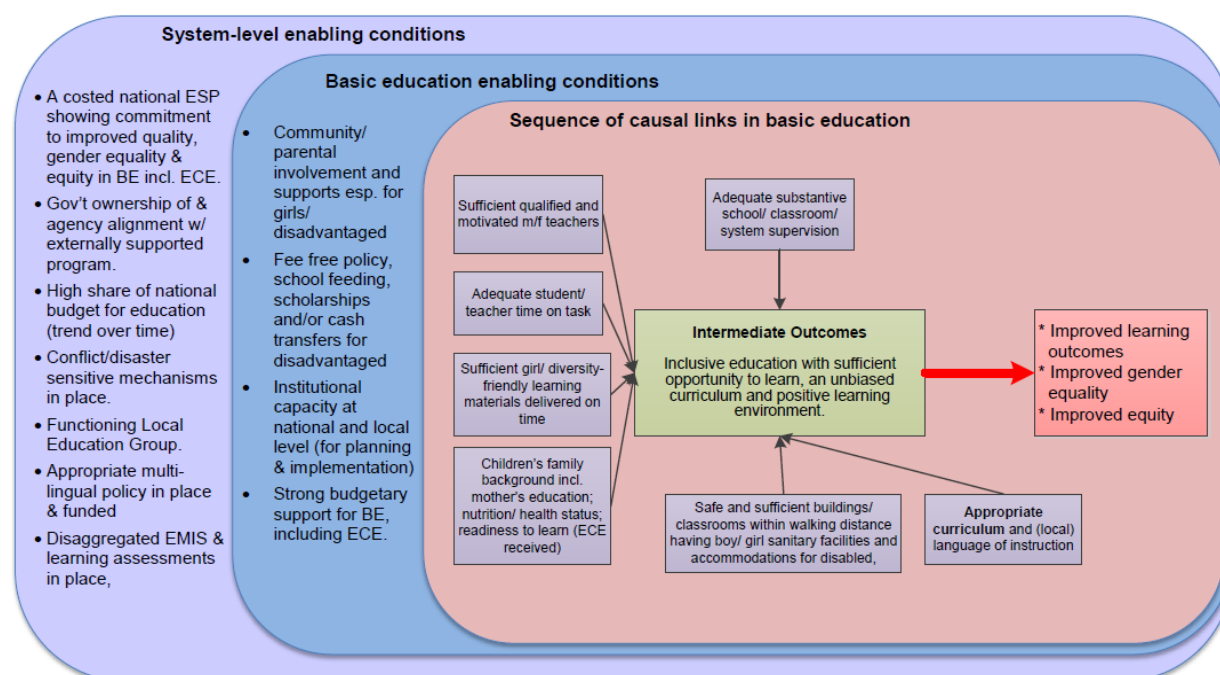 System-level enabling conditions
• A costed national ESP
showing commitment
to improved quality,
gender equality &
equity in BE incl. ECE.
• Gov't ownership of &
agency alignment w/
externally supported
program.
• High share of national
budget for education
(trend over time)
• Conflict/disaster
sensitive mechanisms
in place.
• Functioning Local
Education Group.
• Appropriate multi-
lingual policy in place
& funded
• Disaggregated EMIS &
learning assessments
in place,
Basic education enabling conditions
• Community/
parental
involvement and
supports esp. for
girls/
disadvantaged
• Fee free policy,
school feeding,
scholarships
and/or cash
transfers for
disadvantaged
• Institutional
capacity at
national and local
level (for planning
& implementation)
• Strong budgetary
support for BE,
including ECE.
Sequence of causal links in basic education
Sufficient qualified and
motivated m/f teachers
Adequate student/
teacher time on task
Sufficient girl/ diversity-
friendly learning
materials delivered on
time
Children's family
background incl.
mother's education;
nutrition/ health status;
readiness to learn (ECE
received)
Adequate substantive
school/ classroom/
system supervision
Intermediate Outcomes
Inclusive education with sufficient
opportunity to learn, an unbiased
curriculum and positive learning
environment.
Safe and sufficient buildings/
classrooms within walking distance
having boy/ girl sanitary facilities and
accommodations for disabled,
Appropriate
curriculum and (local)
language of instruction
* Improved learning
outcomes
* Improved gender
equality
* Improved equity